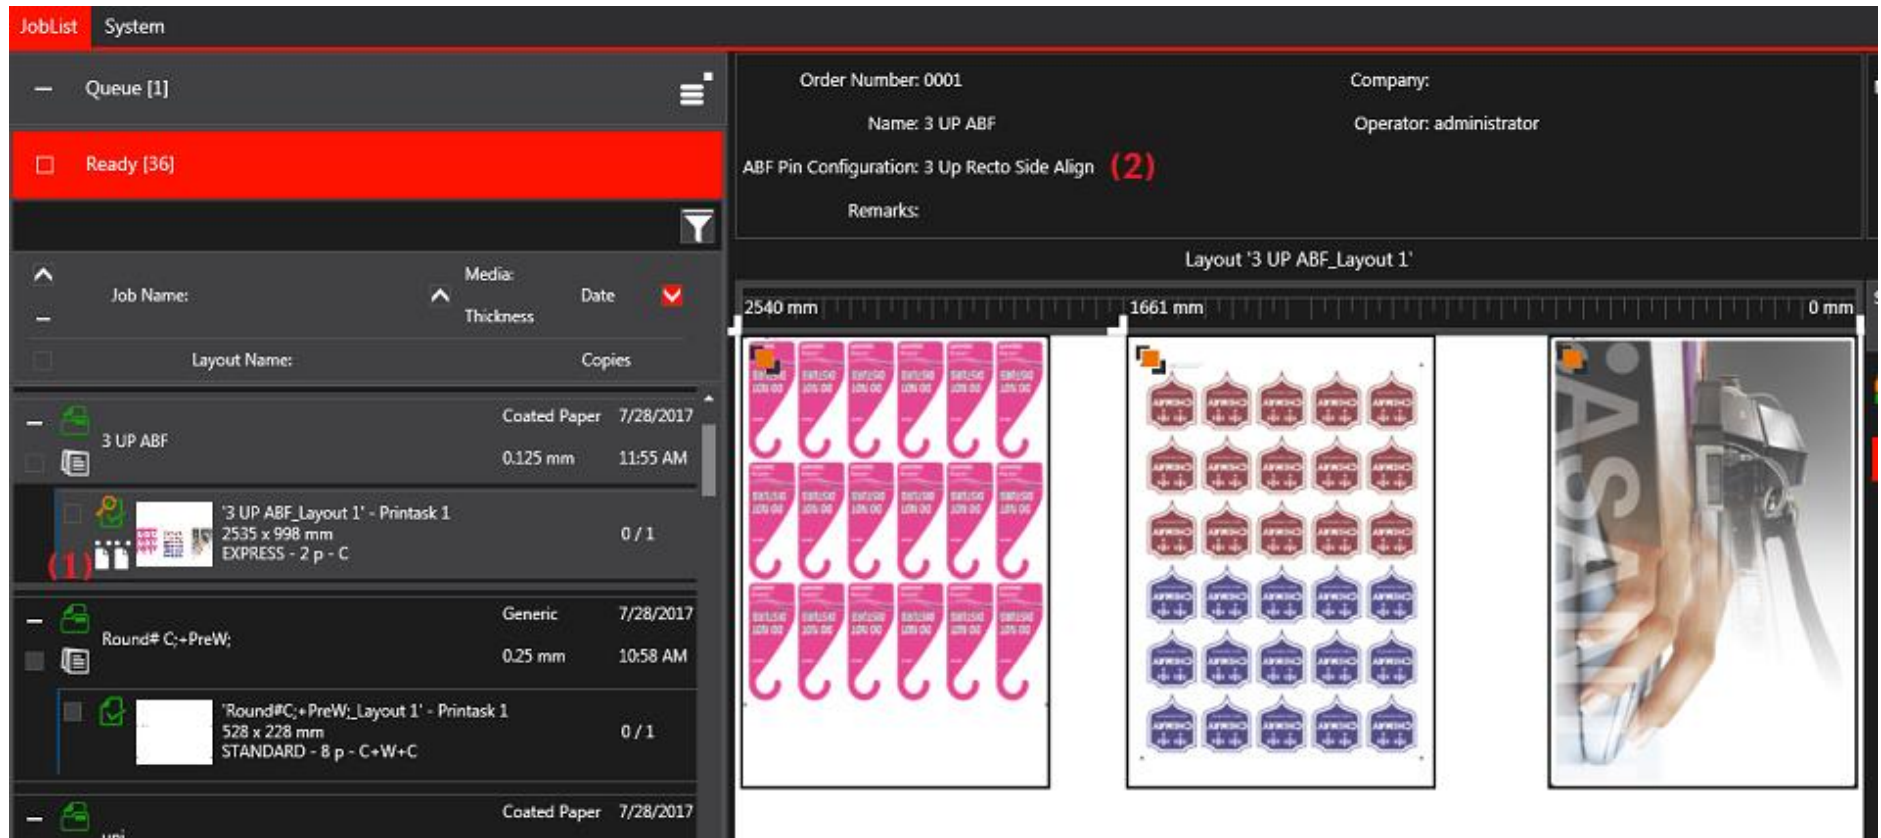 JobList System
Queue [1]
Ready [36]
Job Name:
Media:
Thickness
Date
Layout Name:
Copies
3 UP ABF
Coated Paper 7/28/2017
0.125 mm 11:55 AM
'3 UP ABF_Layout 1' - Printask 1
2535 x 998 mm
EXPRESS - 2 p - C
0 / 1
(1)
Round# C;+PreW;
Generic 7/28/2017
0.25 mm 10:58 AM
'Round#C;+PreW;_Layout 1' - Printask 1
528 x 228 mm
STANDARD - 8 p - C+W+C
0 / 1
Coated Paper 7/28/2017
Order Number: 0001
Company:
Name: 3 UP ABF
Operator: administrator
ABF Pin Configuration: 3 Up Recto Side Align (2)
Remarks:
Layout '3 UP ABF_Layout 1'
2540 mm 1661 mm 0 mm